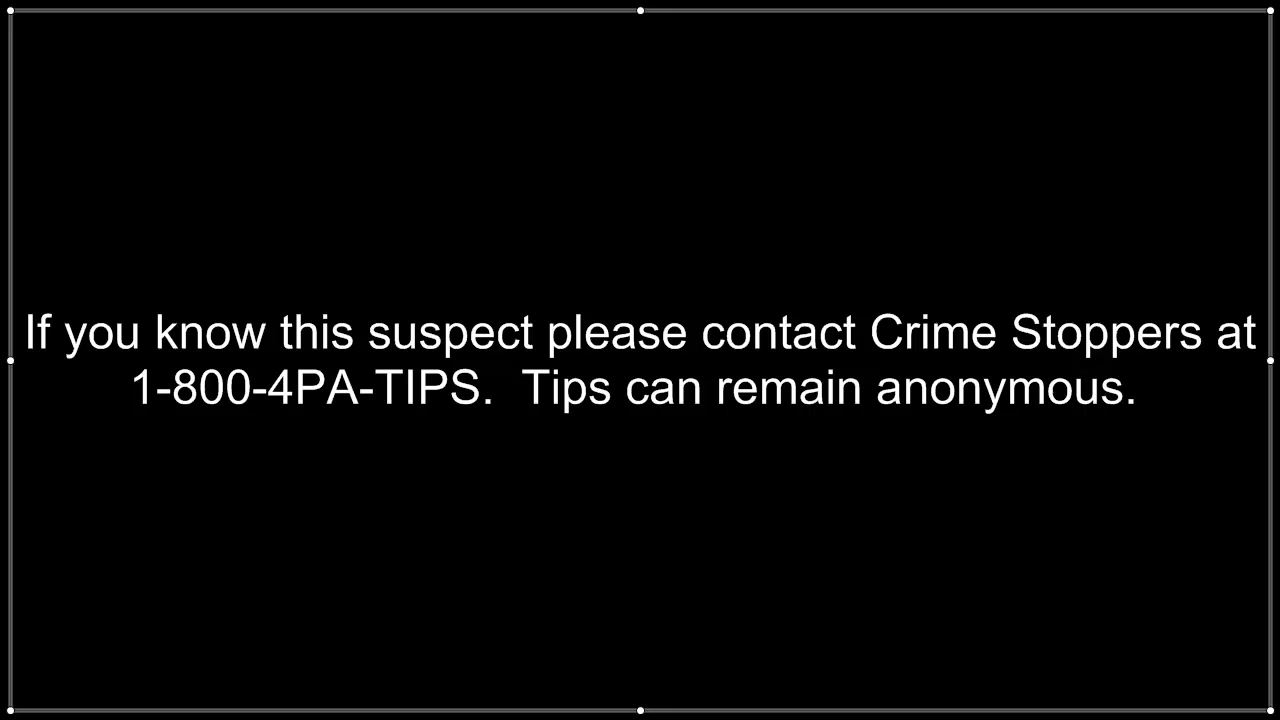 If you know this suspect please contact Crime Stoppers at
1-800-4PA-TIPS.  Tips can remain anonymous.